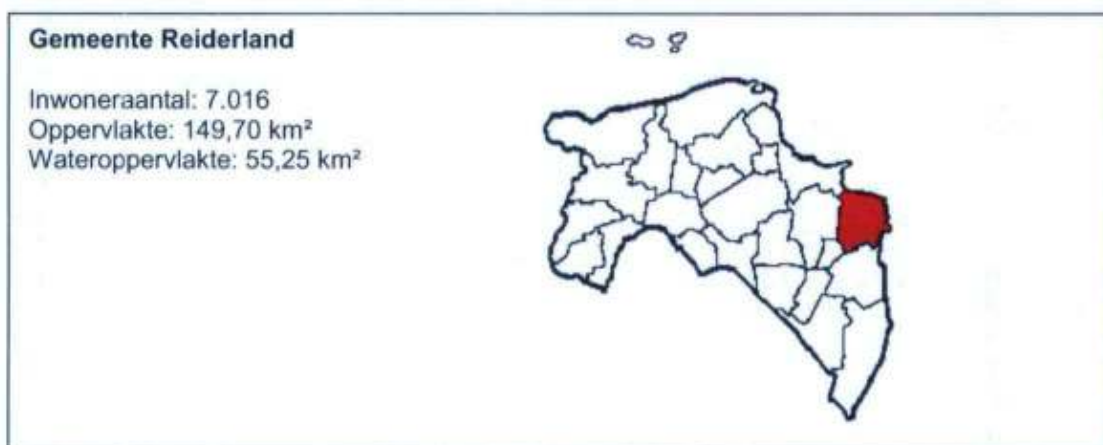 Gemeente Reiderland
Inwoneraantal: 7.016
Oppervlakte: 149,70 km²
Wateroppervlakte: 55,25 km²